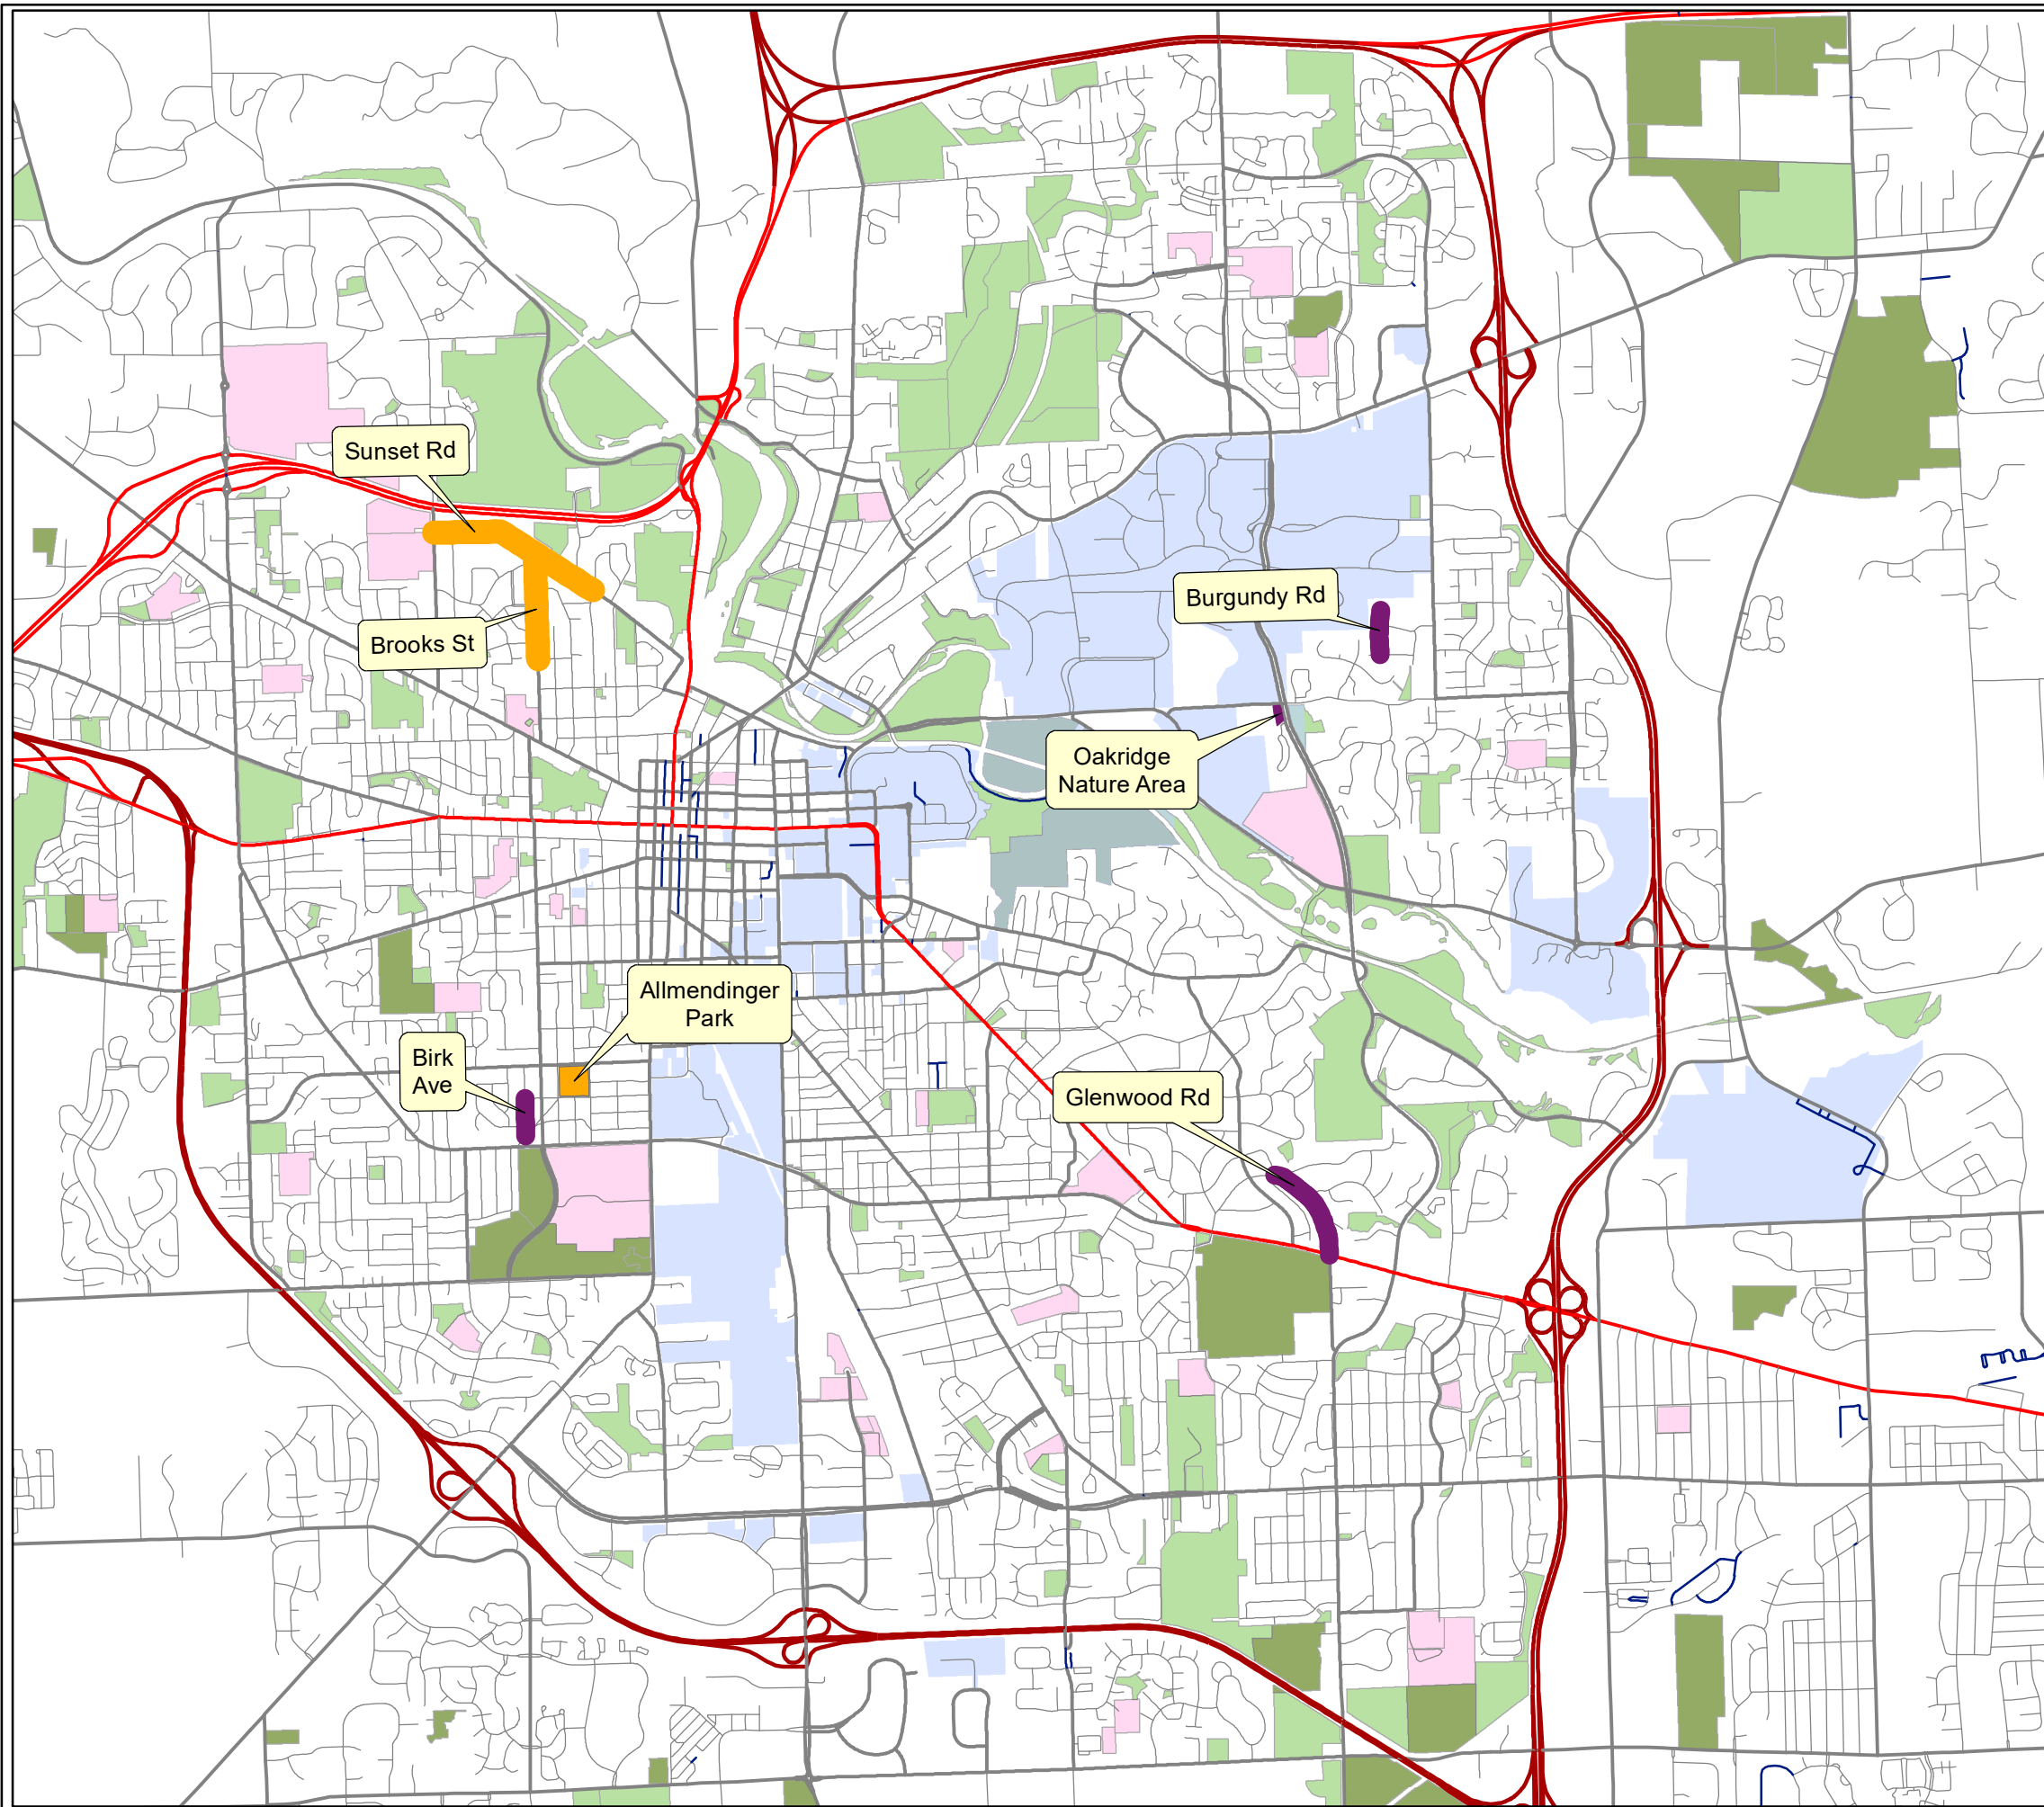 Sunset Rd
Burgundy Rd
Brooks St
Oakridge
Nature Area
Allmendinger
Park
Birk
Ave
Glenwood Rd